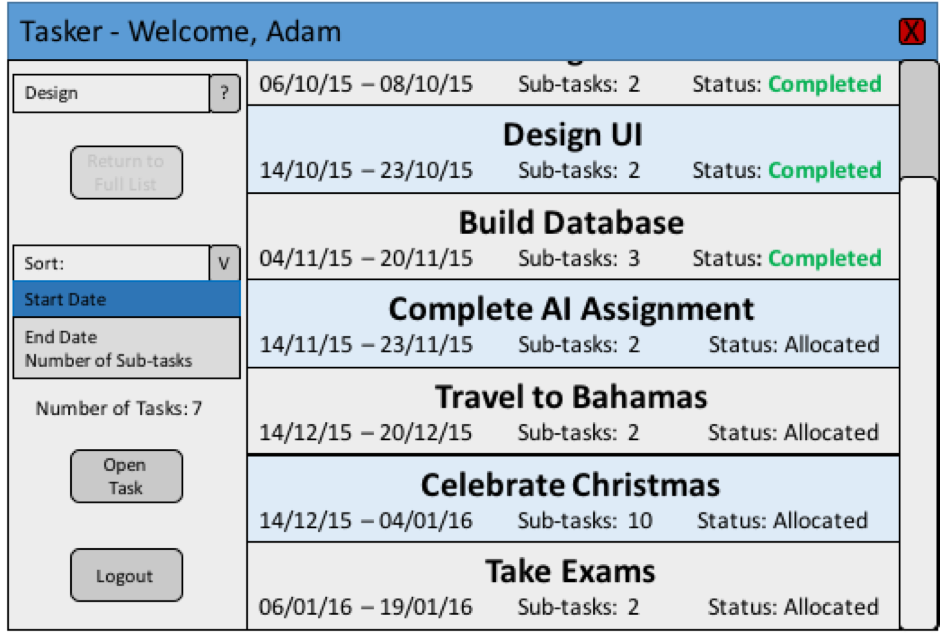 Tasker - Welcome, Adam
X
Design
?
Return to
Full List
Sort:
V
Start Date
End Date
Number of Sub-tasks
Number of Tasks: 7
Open
Task
Logout
06/10/15 – 08/10/15 Sub-tasks: 2 Status: Completed
Design UI
14/10/15 – 23/10/15 Sub-tasks: 2 Status: Completed
Build Database
04/11/15 – 20/11/15 Sub-tasks: 3 Status: Completed
Complete AI Assignment
14/11/15 – 23/11/15 Sub-tasks: 2 Status: Allocated
Travel to Bahamas
14/12/15 – 20/12/15 Sub-tasks: 2 Status: Allocated
Celebrate Christmas
14/12/15 – 04/01/16 Sub-tasks: 10 Status: Allocated
Take Exams
06/01/16 – 19/01/16 Sub-tasks: 2 Status: Allocated